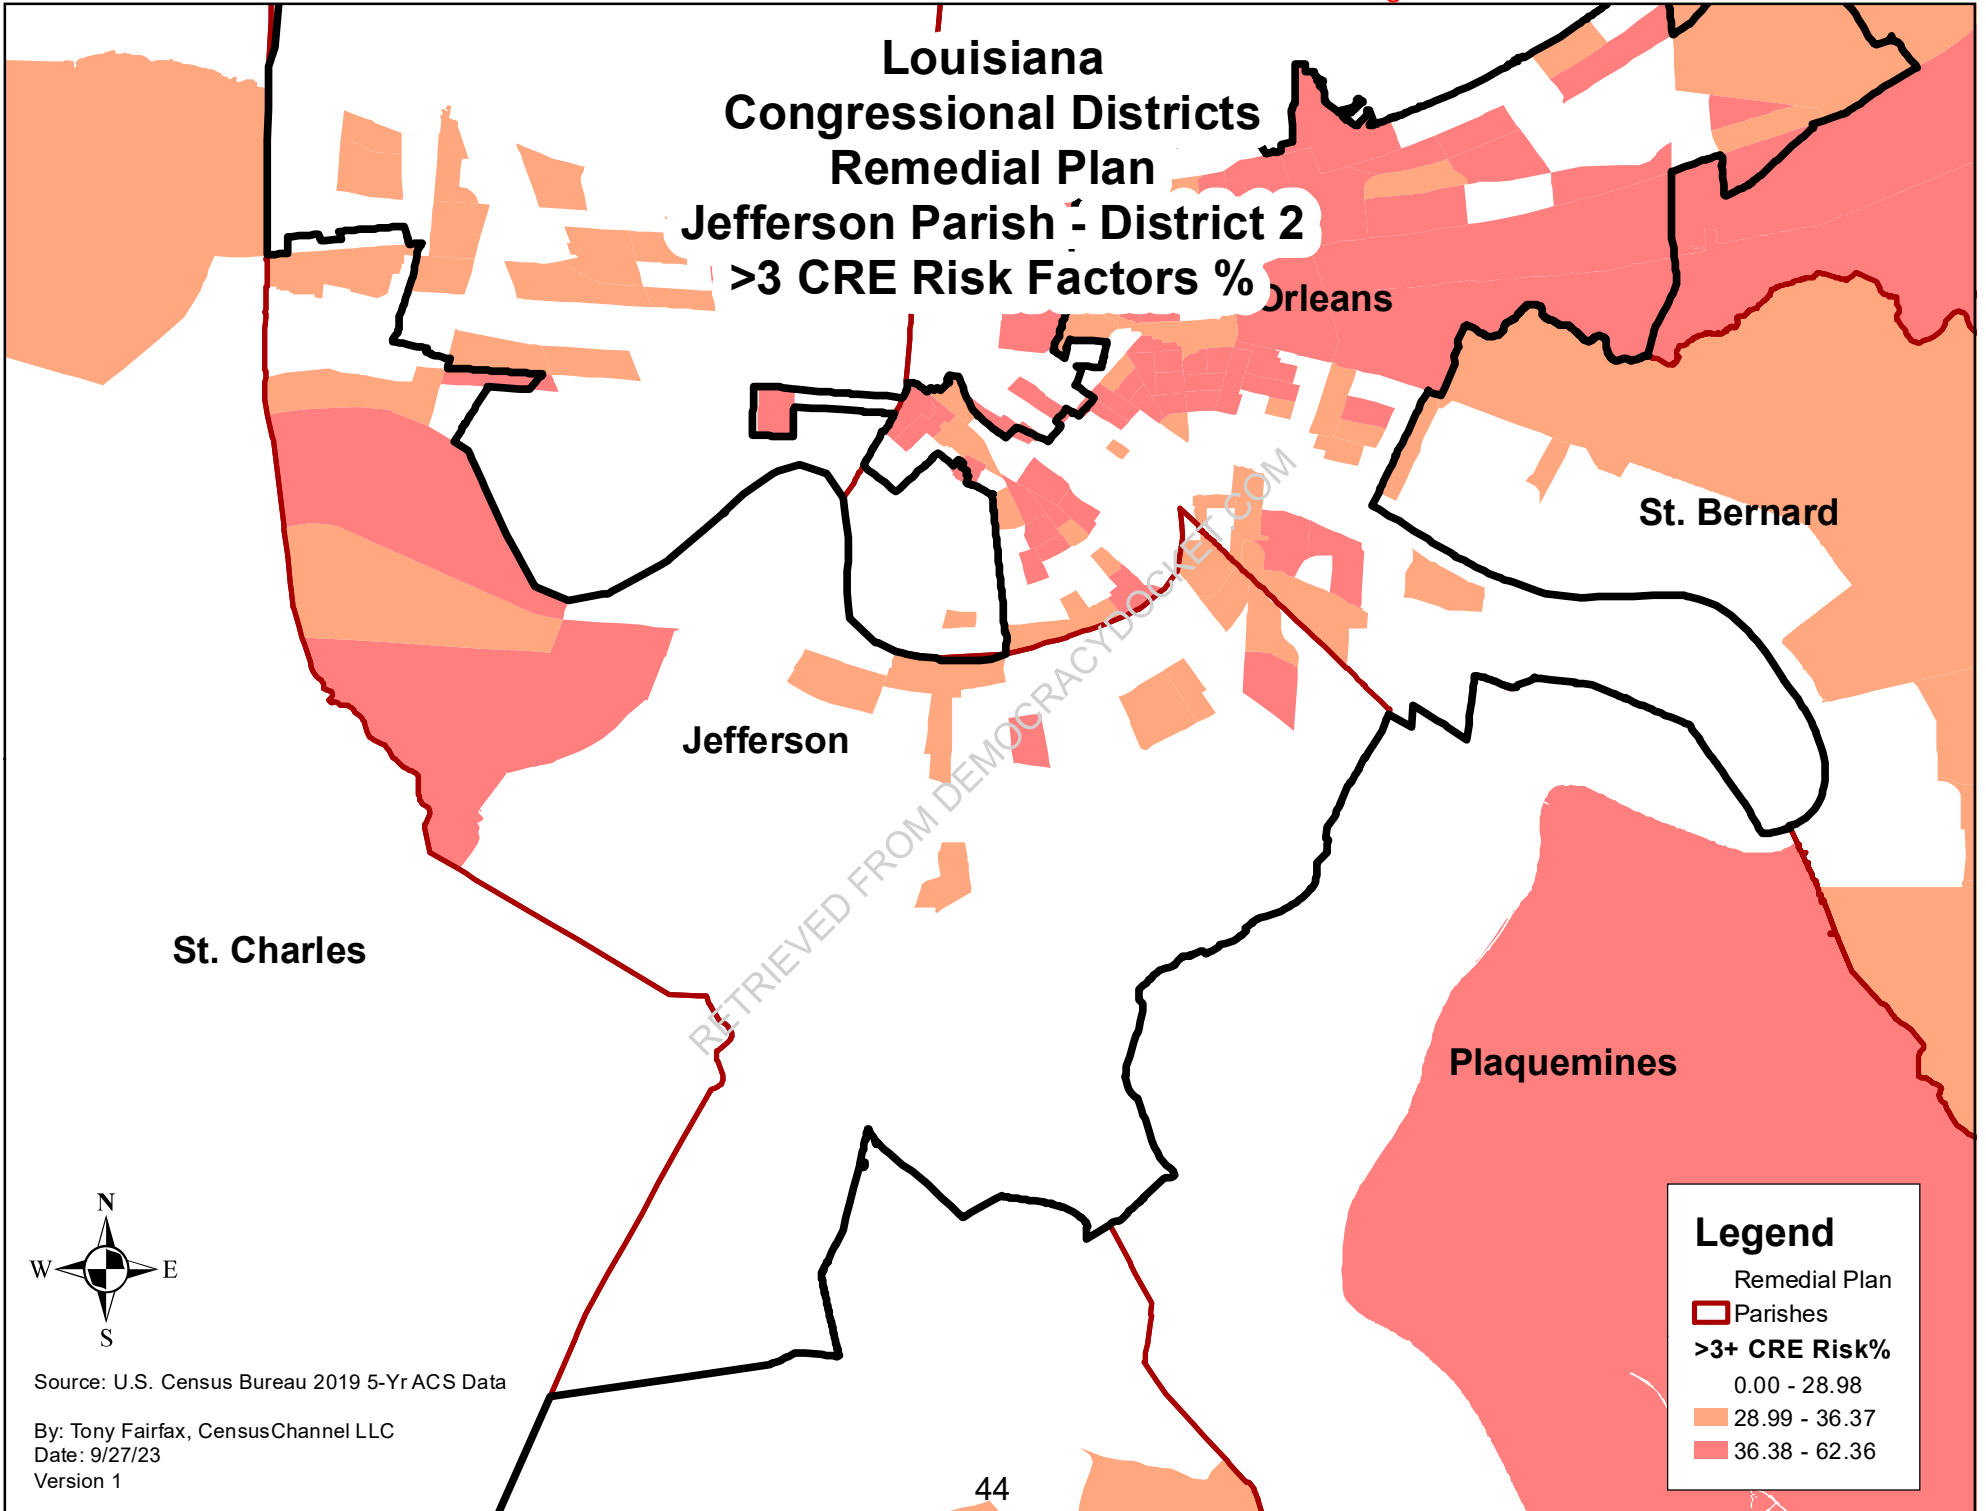 Louisiana
Congressional Districts
Remedial Plan
Jefferson Parish - District 2
>3 CRE Risk Factors %
Orleans
St. Bernard
Jefferson
St. Charles
Plaquemines
RETRIEVED FROM DEMOCRACYDOCKET.COM
N
W
E
S
Source: U.S. Census Bureau 2019 5-Yr ACS Data
By: Tony Fairfax, CensusChannel LLC
Date: 9/27/23
Version 1
Legend
Remedial Plan
Parishes
>3+ CRE Risk%
0.00 - 28.98
28.99 - 36.37
36.38 - 62.36
44